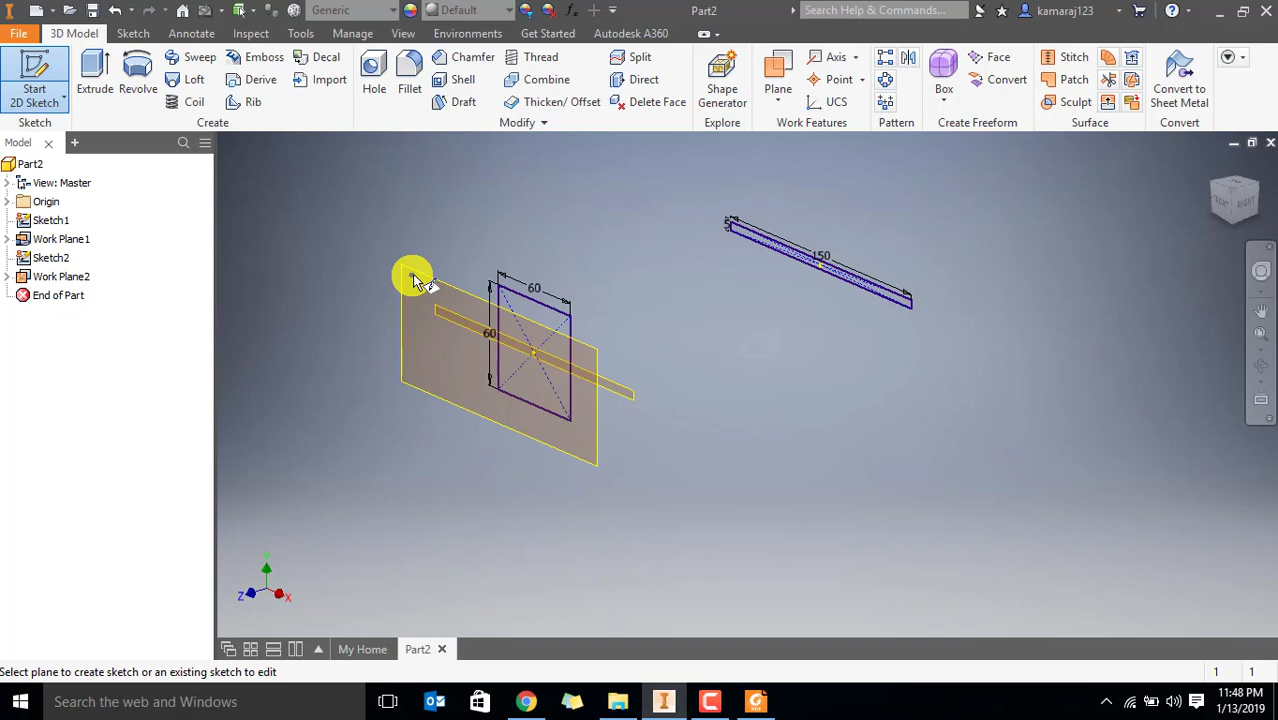 Generic
Default
Part2
Search Help & Commands...
kamaraj123
File
3D Model
Sketch
Annotate
Inspect
Tools
Manage
View
Environments
Get Started
Autodesk A360
Start
2D Sketch
Extrude
Revolve
Sweep
Loft
Coil
Emboss
Derive
Rib
Decal
Import
Hole
Fillet
Chamfer
Shell
Draft
Thread
Combine
Thicken/ Offset
Split
Direct
Delete Face
Shape
Generator
Plane
Axis
Point
UCS
Box
Face
Convert
Stitch
Patch
Sculpt
Convert to
Sheet Metal
Sketch
Create
Modify
Explore
Work Features
Pattern
Create Freeform
Surface
Convert
Model
Part2
View: Master
Origin
Sketch1
Work Plane1
Sketch2
Work Plane2
End of Part
FRONT
RIGHT
150
60
60
Y
Z
X
My Home
Part2
Select plane to create sketch or an existing sketch to edit
1
1
Search the web and Windows
11:48 PM
1/13/2019